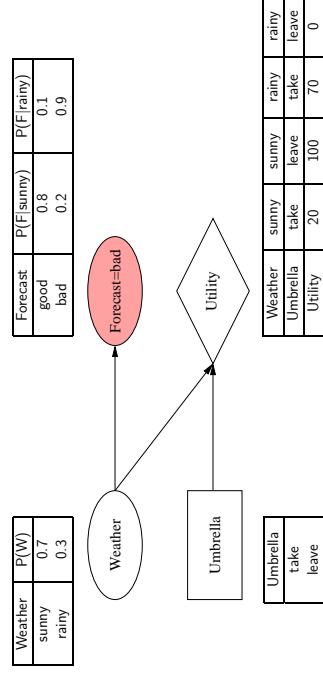 Weather P(W)
sunny 0.7
rainy 0.3
Forecast P(F|sunny) P(F|rainy)
good 0.8 0.1
bad 0.2 0.9
Weather
Forecast=bad
Umbrella
Utility
Umbrella
take
leave
Weather sunny sunny rainy rainy
Umbrella take leave take leave
Utility 20 100 70 0